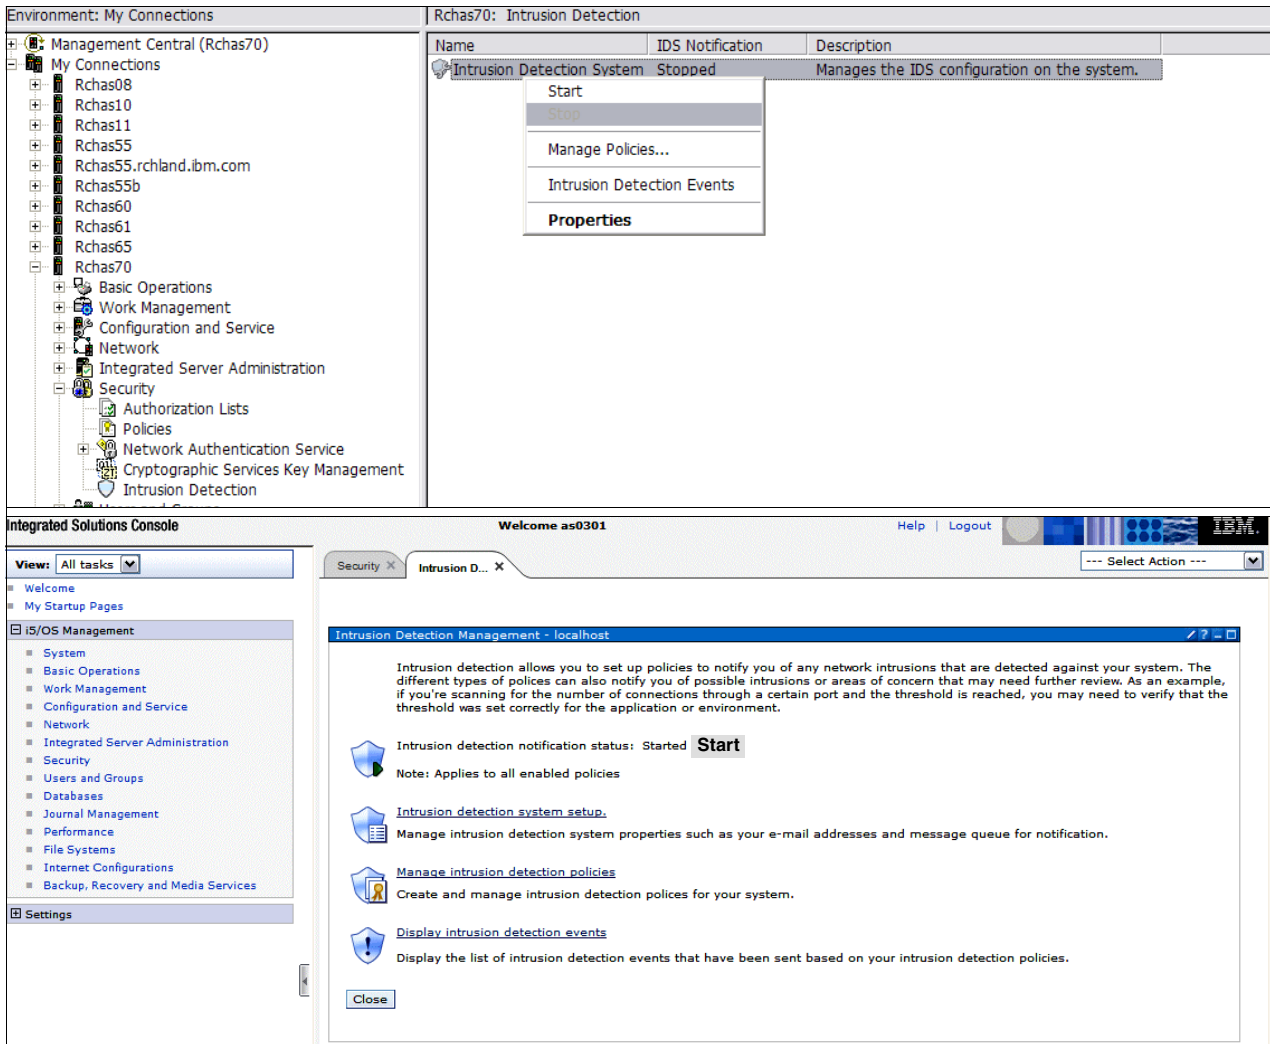 Environment: My Connections
Rchas70: Intrusion Detection
Management Central (Rchas70)
My Connections
Rchas08
Rchas10
Rchas11
Rchas55
Rchas55.rchland.ibm.com
Rchas55b
Rchas60
Rchas61
Rchas65
Rchas70
Basic Operations
Work Management
Configuration and Service
Network
Integrated Server Administration
Security
Authorization Lists
Policies
Network Authentication Service
Cryptographic Services Key Management
Intrusion Detection
Users and Groups
Name IDS Notification Description
Intrusion Detection System Stopped Manages the IDS configuration on the system.
Start
Stop
Manage Policies...
Intrusion Detection Events
Properties
Integrated Solutions Console Welcome as0301 Help | Logout IBM.
View: All tasks
Welcome
My Startup Pages
i5/OS Management
System
Basic Operations
Work Management
Configuration and Service
Network
Integrated Server Administration
Security
Users and Groups
Databases
Journal Management
Performance
File Systems
Internet Configurations
Backup, Recovery and Media Services
Settings
Security Intrusion D... --- Select Action ---
Intrusion Detection Management - localhost
Intrusion detection allows you to set up policies to notify you of any network intrusions that are detected against your system. The
different types of polices can also notify you of possible intrusions or areas of concern that may need further review. As an example,
if you're scanning for the number of connections through a certain port and the threshold is reached, you may need to verify that the
threshold was set correctly for the application or environment.
Intrusion detection notification status: Started Start
Note: Applies to all enabled policies
Intrusion detection system setup.
Manage intrusion detection system properties such as your e-mail addresses and message queue for notification.
Manage intrusion detection policies
Create and manage intrusion detection polices for your system.
Display intrusion detection events
Display the list of intrusion detection events that have been sent based on your intrusion detection policies.
Close